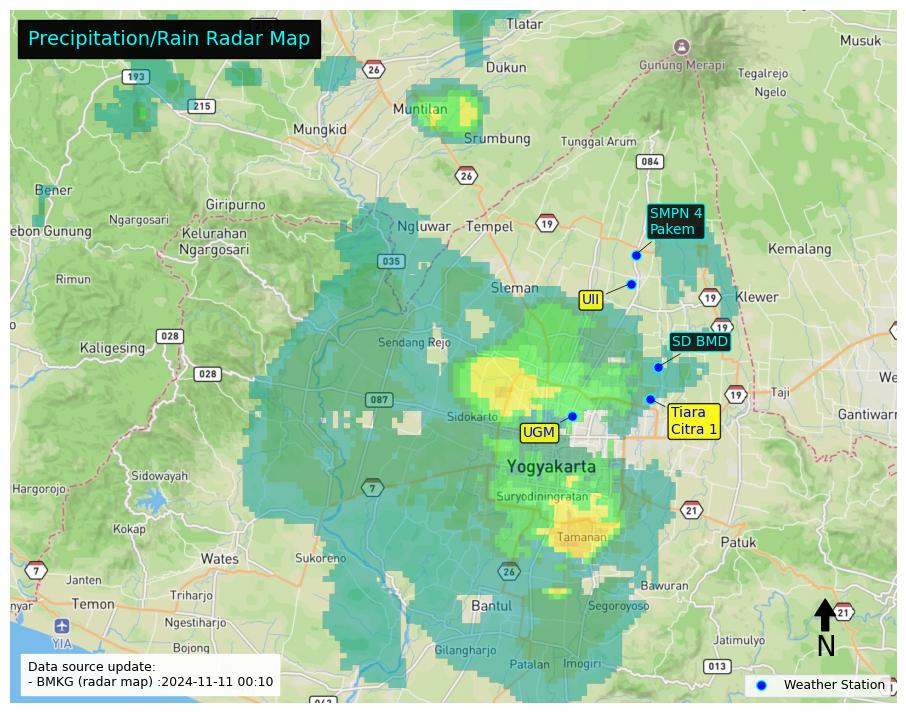 Precipitation/Rain Radar Map
Tlatar
Musuk
26
Dukun
Gunung Merapi
193
Tegalrejo
Ngelo
215
Muntilan
Mungkid
Srumbung
Tunggal Arum
084
26
Bener
Giripurno
SMPN 4
Pakem
Ngargosari
Ngluwar
Tempel
19
ebon Gunung
Kelurahan
Ngargosari
Kemalang
035
Rimun
Sleman
UII
19
Klewer
19
028
Sendang Rejo
SD BMD
Kaligesing
028
We
087
19
Taji
Sidokarto
Tiara
Citra 1
Gantiwarn
UGM
Yogyakarta
Sidowayah
Hargorojo
7
Suryodiningratan
21
Kokap
Tamanan
Patuk
Wates
Sukoreno
7
26
Janten
Bawuran
nyar
Temon
Triharjo
Bantul
Segoroyoso
21
Ngestiharjo
YIA
Bojong
Gilangharjo
Jatimulyo
N
Data source update:
- BMKG (radar map) :2024-11-11 00:10
Patalan
Imogiri
013
Weather Station